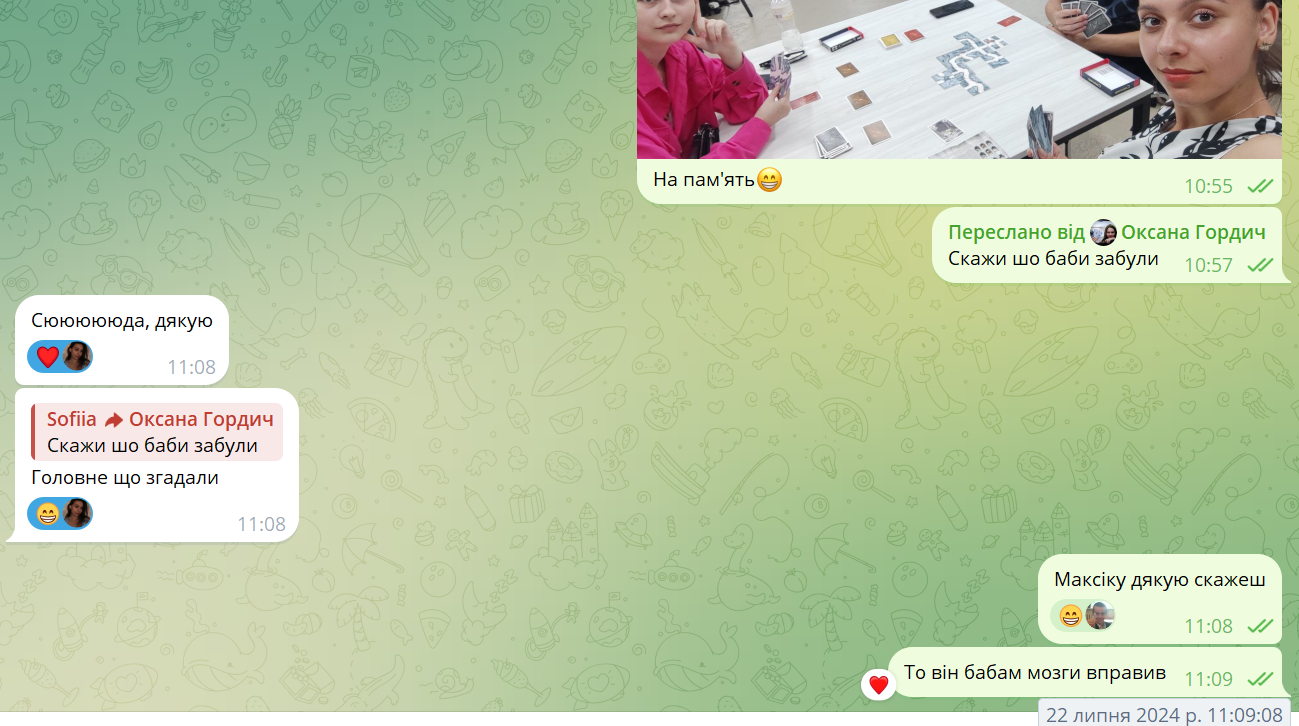 На пам'ять😁
10:55
Переслано від Оксана Гордич
Скажи шо баби забули
10:57
Сююююда, дякую
11:08
Sofiia Оксана Гордич
Скажи шо баби забули
Головне що згадали
11:08
Максіку дякую скажеш
11:08
То він бабам мозги вправив
11:09
22 липня 2024 р. 11:09:08